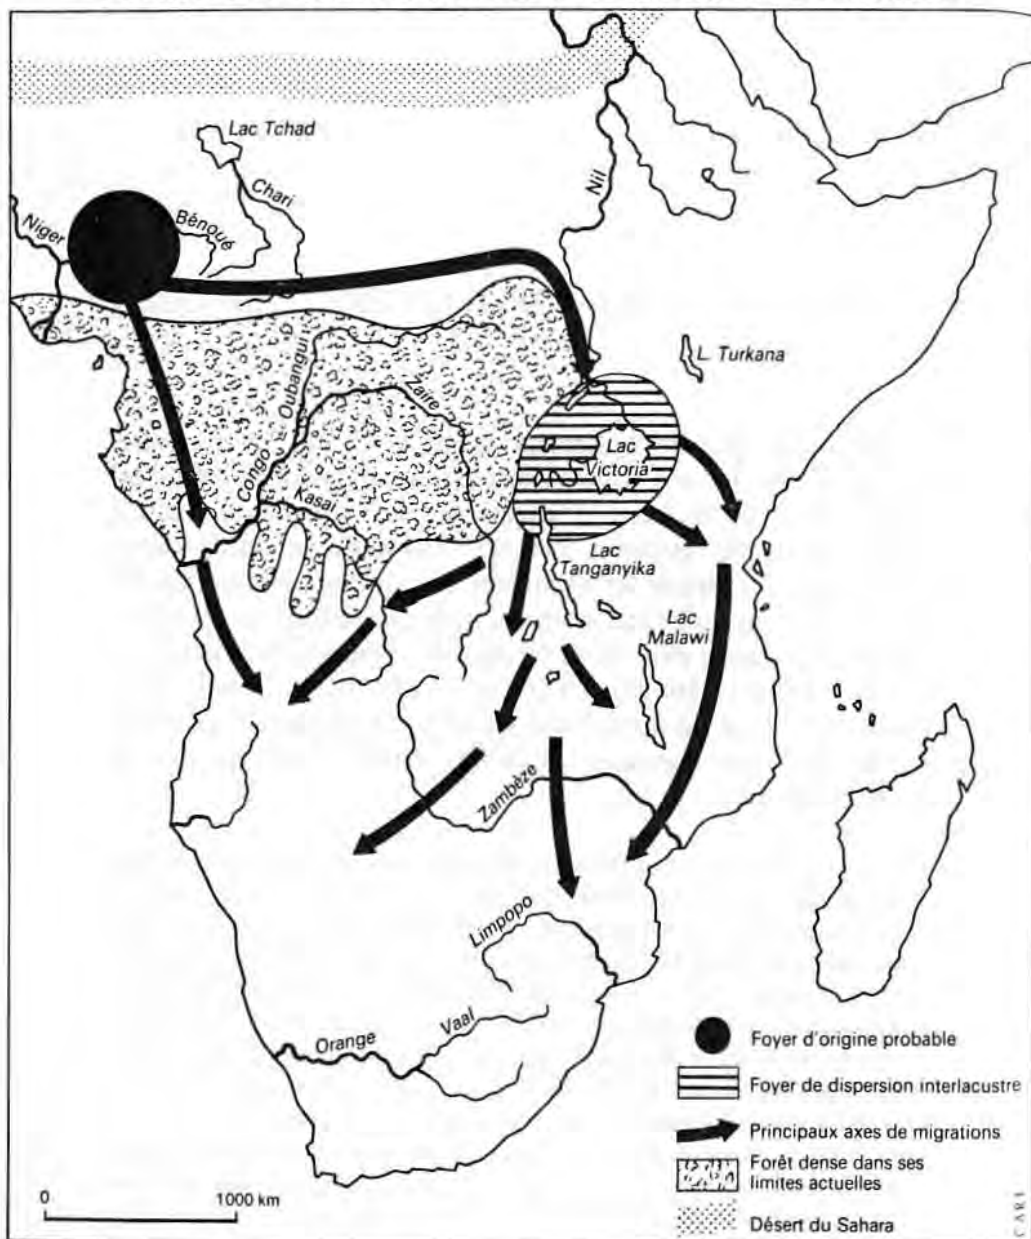 Lac Tchad
Chari
Bénoué
Niger
Nil
L. Turkana
Oubangui
Zaïre
Congo
Kasai
Lac
Victoria
Lac
Tanganyika
Lac
Malawi
Zambèze
Limpopo
Vaal
Orange
Foyer d'origine probable
Foyer de dispersion interlacustre
Principaux axes de migrations
Forêt dense dans ses
limites actuelles
Désert du Sahara
0 1000 km